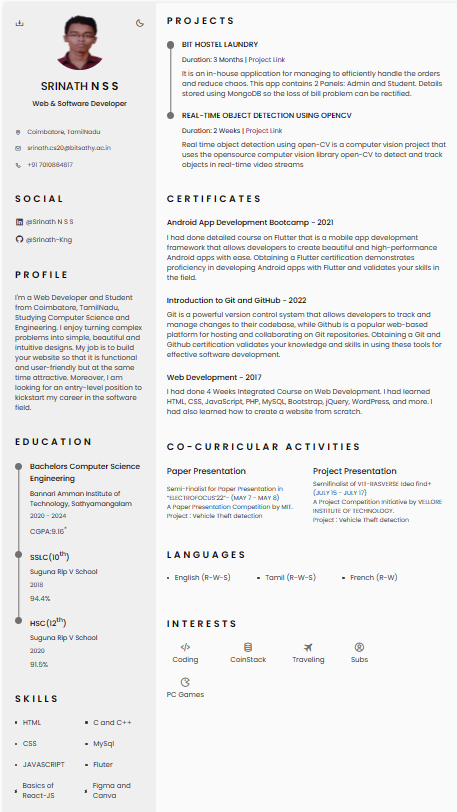 SRINATH N S S
Web & Software Developer
Coimbatore, TamilNadu
srinath.cs20@bitsathy.ac.in
+91 7010864817
SOCIAL
@Srinath N S S
@Srinath-Kng
PROFILE
I'm a Web Developer and Student
from Coimbatore, TamilNadu,
Studying Computer Science and
Engineering. I enjoy turning complex
problems into simple, beautiful and
intuitive designs. My job is to build
your website so that it is functional
and user-friendly but at the same
time attractive. Moreover, I am
looking for an entry-level position to
kickstart my career in the software
field.
EDUCATION
Bachelors Computer Science
Engineering
Bannari Amman Institute of
Technology, Sathyamangalam
2020 - 2024
CGPA:9.16*
SSLC(10th)
Suguna Rip V School
2018
94.4%
HSC(12th)
Suguna Rip V School
2020
91.5%
SKILLS
HTML
C and C++
CSS
MySql
JAVASCRIPT
Fluter
Basics of
React-JS
Figma and
Canva
PROJECTS
BIT HOSTEL LAUNDRY
Duration: 3 Months | Project Link
It is an in-house application for managing to efficiently handle the orders
and reduce chaos. This app contains 2 Panels: Admin and Student. Details
stored using MongoDB so the loss of bill problem can be rectified.
REAL-TIME OBJECT DETECTION USING OPENCV
Duration: 2 Weeks | Project Link
Real time object detection using open-CV is a computer vision project that
uses the opensource computer vision library open-CV to detect and track
objects in real-time video streams
CERTIFICATES
Android App Development Bootcamp - 2021
I had done detailed course on Flutter that is a mobile app development
framework that allows developers to create beautiful and high-performance
Android apps with ease. Obtaining a Flutter certification demonstrates
proficiency in developing Android apps with Flutter and validates your skills in
the field.
Introduction to Git and GitHub - 2022
Git is a powerful version control system that allows developers to track and
manage changes to their codebase, while Github is a popular web-based
platform for hosting and collaborating on Git repositories. Obtaining a Git and
Github certification validates your knowledge and skills in using these tools for
effective software development.
Web Development - 2017
I had done 4 Weeks Integrated Course on Web Development. I had learned
HTML, CSS, JavaScript, PHP, MySQL, Bootstrap, jQuery, WordPress, and more. I
had also learned how to create a website from scratch.
CO-CURRICULAR ACTIVITIES
Paper Presentation
Semi-Finalist for Paper Presentation in
"ELECTROFOCUS'22"- (MAY 7 - MAY 8)
A Paper Presentation Competition by MIT.
Project : Vehicle Theft detection
Project Presentation
Semifinalist of VIT-RASVERSE Idea find+
(JULY 15 - JULY 17)
A Project Competition Initiative by VELLORE
INSTITUTE OF TECHNOLOGY.
Project : Vehicle Theft detection
LANGUAGES
English (R-W-S)
Tamil (R-W-S)
French (R-W)
INTERESTS
Coding
CoinStack
Traveling
Subs
PC Games